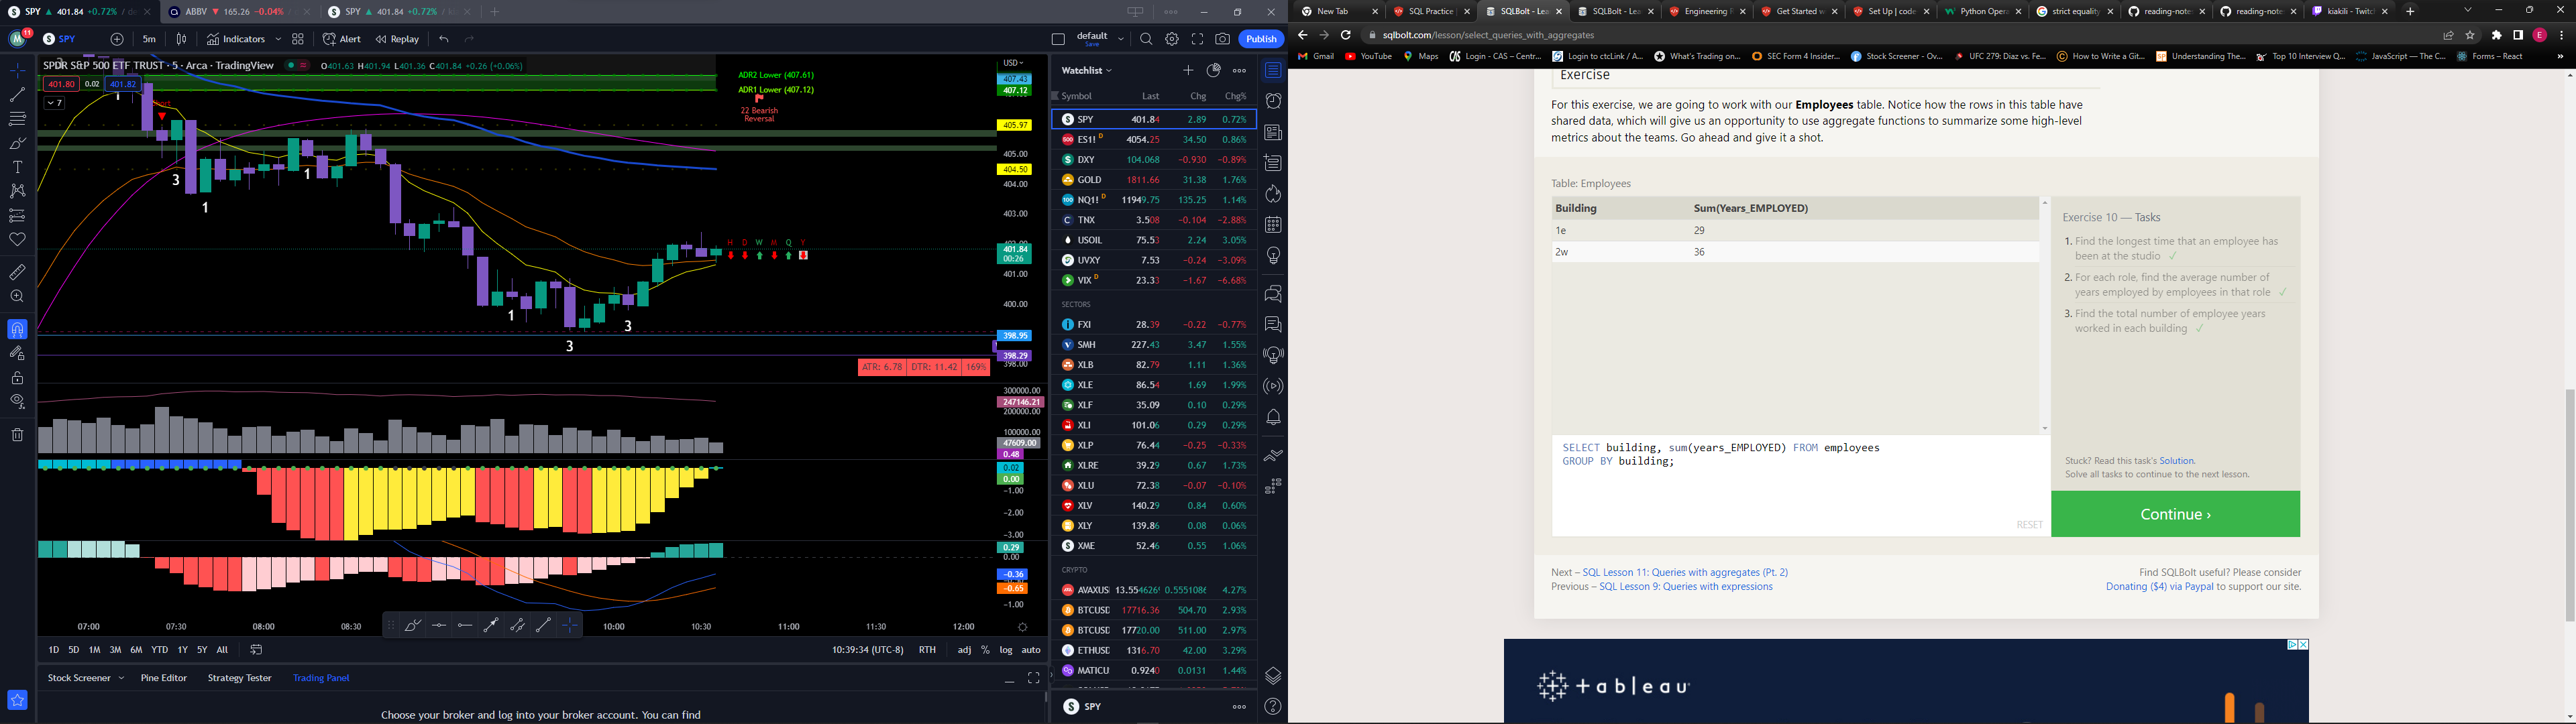 SPY ▲ 401.84 +0.72%
ABBV ▼ 165.26 −0.04%
SPY ▲ 401.84 +0.72%
M 11 SPY 5m Indicators Alert Replay default Save Publish
SPDR S&P 500 ETF TRUST · 5 · Arca · TradingView O401.63 H401.94 L401.36 C401.84 +0.26 (+0.06%)
401.80 0.02 401.82
7
ADR2 Lower (407.61)
ADR1 Lower (407.12)
22 Bearish
Reversal
3
1
1
1
3
3
H D W M Q Y
ATR: 6.78 DTR: 11.42 169%
USD
407.43
407.12
405.97
405.00
404.50
404.00
403.00
401.84
00:26
401.00
400.00
398.95
398.29
398.00
300000.00
247146.21
200000.00
100000.00
47609.00
0.48
0.02
0.00
−1.00
−2.00
−3.00
0.29
0.00
−0.36
−0.65
−1.00
07:00 07:30 08:00 08:30 10:00 10:30 11:00 11:30 12:00
1D 5D 1M 3M 6M YTD 1Y 5Y All 10:39:34 (UTC-8) RTH adj % log auto
Stock Screener Pine Editor Strategy Tester Trading Panel
Choose your broker and log into your broker account. You can find
Watchlist
Symbol Last Chg Chg%
SPY 401.84 2.89 0.72%
ES1! D 4054.25 34.50 0.86%
DXY 104.068 −0.930 −0.89%
GOLD 1811.66 31.38 1.76%
NQ1! D 11949.75 135.25 1.14%
TNX 3.508 −0.104 −2.88%
USOIL 75.53 2.24 3.05%
UVXY 7.53 −0.24 −3.09%
VIX D 23.33 −1.67 −6.68%
SECTORS
FXI 28.39 −0.22 −0.77%
SMH 227.43 3.47 1.55%
XLB 82.79 1.11 1.36%
XLE 86.54 1.69 1.99%
XLF 35.09 0.10 0.29%
XLI 101.06 0.29 0.29%
XLP 76.44 −0.25 −0.33%
XLRE 39.29 0.67 1.73%
XLU 72.38 −0.07 −0.10%
XLV 140.29 0.84 0.60%
XLY 139.86 0.08 0.06%
XME 52.46 0.55 1.06%
CRYPTO
AVAXUS 13.554626 0.555108 4.27%
BTCUSD 17716.36 504.70 2.93%
BTCUSD 17720.00 511.00 2.97%
ETHUSD 1316.70 42.00 3.29%
MATICU 0.9240 0.0131 1.44%
SPY
New Tab SQL Practice SQLBolt - Lea SQLBolt - Lea Engineering Get Started w Set Up | code Python Opera strict equality reading-note reading-note kiakili - Twitch
sqlbolt.com/lesson/select_queries_with_aggregates E
Gmail YouTube Maps Login - CAS – Centr... Login to ctcLink / A... What's Trading on... SEC Form 4 Insider... Stock Screener - Ov... UFC 279: Diaz vs. Fe... How to Write a Git... Understanding The... Top 10 Interview Q... JavaScript — The C... Forms – React »
Exercise
For this exercise, we are going to work with our Employees table. Notice how the rows in this table have
shared data, which will give us an opportunity to use aggregate functions to summarize some high-level
metrics about the teams. Go ahead and give it a shot.
Table: Employees
Building Sum(Years_EMPLOYED)
1e 29
2w 36
SELECT building, sum(years_EMPLOYED) FROM employees
GROUP BY building;
RESET
Exercise 10 — Tasks
1. Find the longest time that an employee has
been at the studio ✓
2. For each role, find the average number of
years employed by employees in that role ✓
3. Find the total number of employee years
worked in each building ✓
Stuck? Read this task's Solution.
Solve all tasks to continue to the next lesson.
Continue ›
Next – SQL Lesson 11: Queries with aggregates (Pt. 2)
Previous – SQL Lesson 9: Queries with expressions
Find SQLBolt useful? Please consider
Donating ($4) via Paypal to support our site.
+ableau